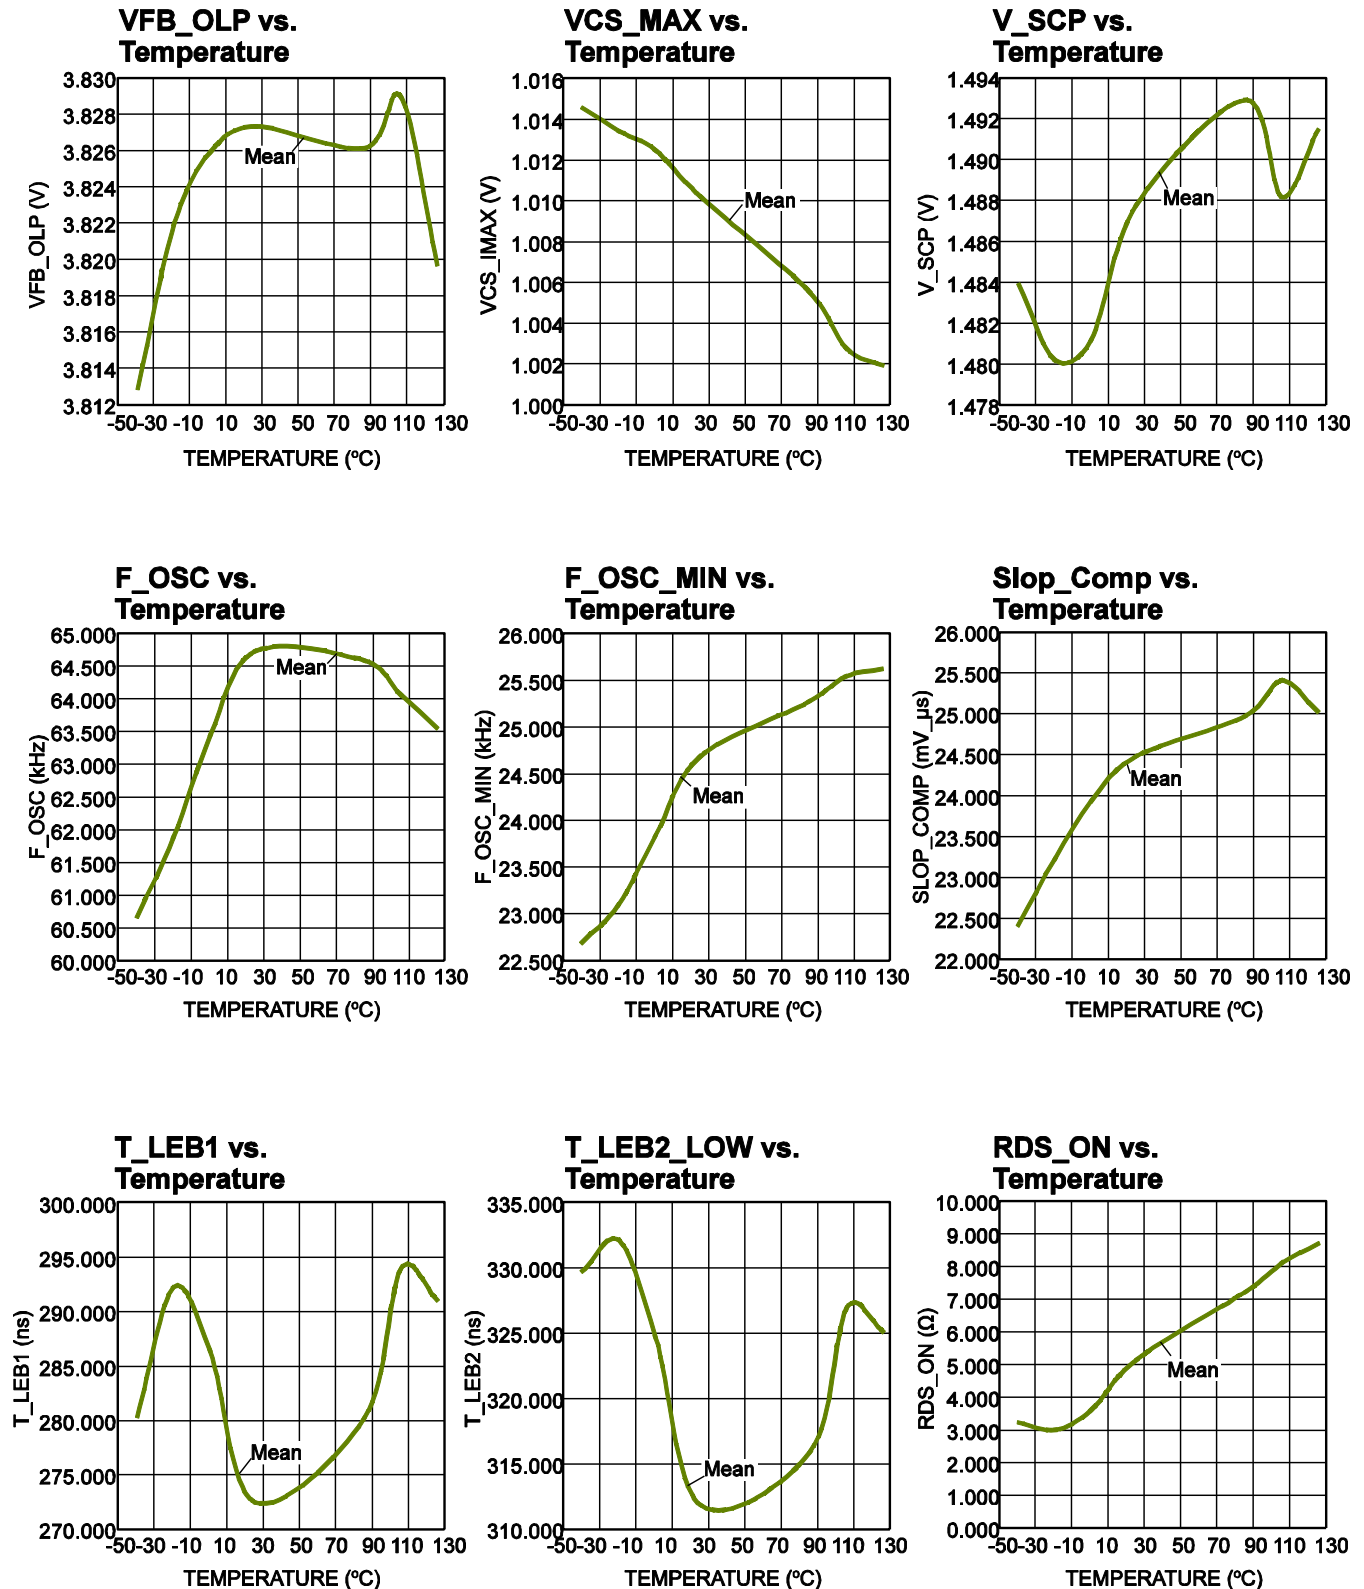 VFB_OLP vs.
Temperature
3.830
3.828
3.826
3.824
3.822
3.820
3.818
3.816
3.814
3.812
VFB_OLP (V)
Mean
-50 -30 -10 10 30 50 70 90 110 130
TEMPERATURE (ºC)
VCS_MAX vs.
Temperature
1.016
1.014
1.012
1.010
1.008
1.006
1.004
1.002
1.000
VCS_IMAX (V)
Mean
-50 -30 -10 10 30 50 70 90 110 130
TEMPERATURE (ºC)
V_SCP vs.
Temperature
1.494
1.492
1.490
1.488
1.486
1.484
1.482
1.480
1.478
V_SCP (V)
Mean
-50 -30 -10 10 30 50 70 90 110 130
TEMPERATURE (ºC)
F_OSC vs.
Temperature
65.000
64.500
64.000
63.500
63.000
62.500
62.000
61.500
61.000
60.500
60.000
F_OSC (kHz)
Mean
-50 -30 -10 10 30 50 70 90 110 130
TEMPERATURE (ºC)
F_OSC_MIN vs.
Temperature
26.000
25.500
25.000
24.500
24.000
23.500
23.000
22.500
F_OSC_MIN (kHz)
Mean
-50 -30 -10 10 30 50 70 90 110 130
TEMPERATURE (ºC)
Slop_Comp vs.
Temperature
26.000
25.500
25.000
24.500
24.000
23.500
23.000
22.500
22.000
SLOP_COMP (mV_µs)
Mean
-50 -30 -10 10 30 50 70 90 110 130
TEMPERATURE (ºC)
T_LEB1 vs.
Temperature
300.000
295.000
290.000
285.000
280.000
275.000
270.000
T_LEB1 (ns)
Mean
-50 -30 -10 10 30 50 70 90 110 130
TEMPERATURE (ºC)
T_LEB2_LOW vs.
Temperature
335.000
330.000
325.000
320.000
315.000
310.000
T_LEB2 (ns)
Mean
-50 -30 -10 10 30 50 70 90 110 130
TEMPERATURE (ºC)
RDS_ON vs.
Temperature
10.000
9.000
8.000
7.000
6.000
5.000
4.000
3.000
2.000
1.000
0.000
RDS_ON (Ω)
Mean
-50 -30 -10 10 30 50 70 90 110 130
TEMPERATURE (ºC)